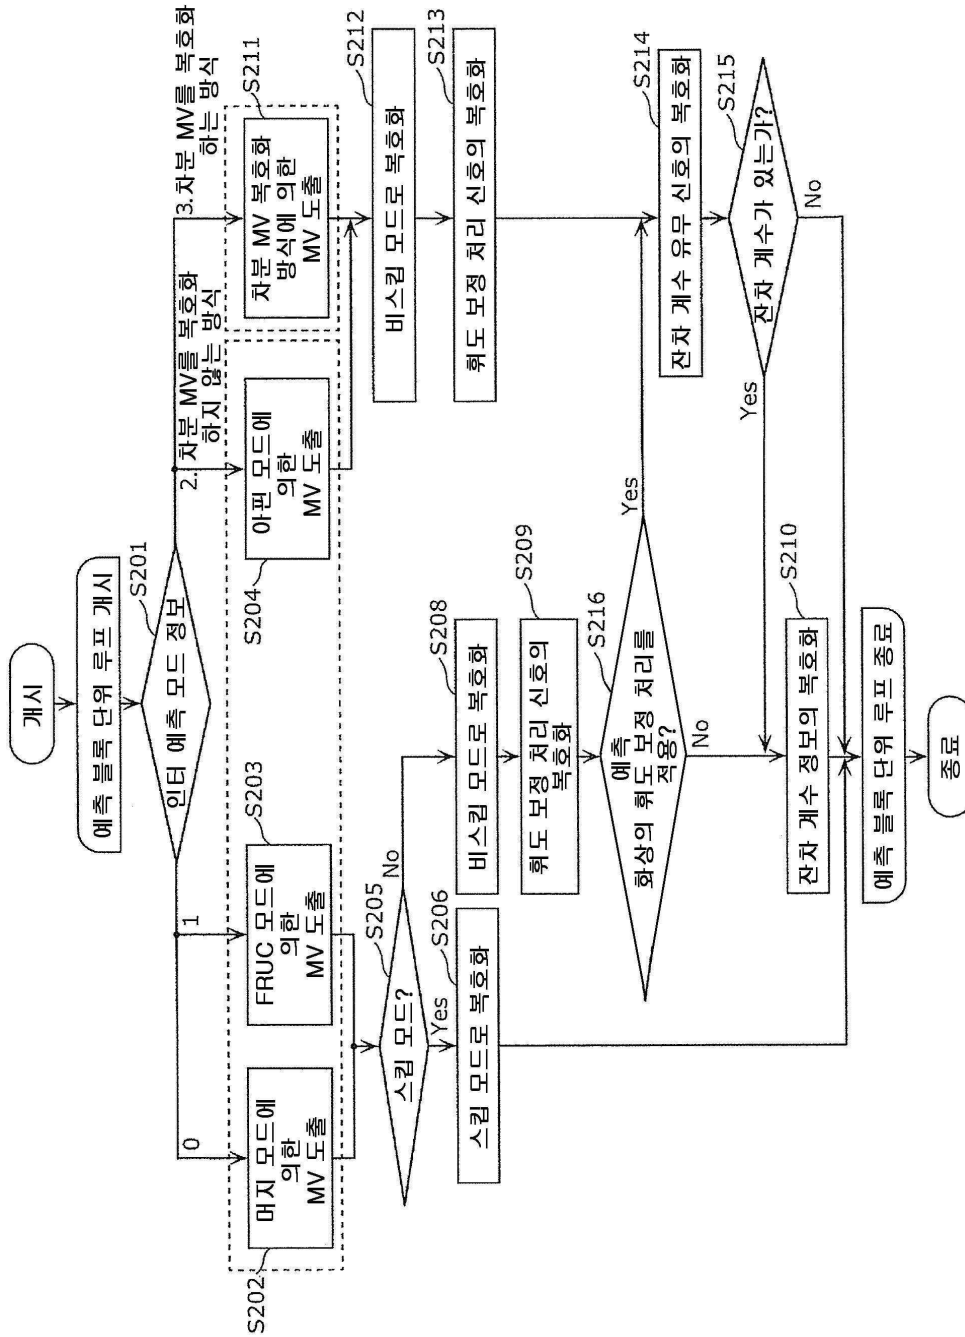 개시
예측 블록 단위 루프 개시
S201
인터 예측 모드 정보
0
1
2. 차분 MV를 복호화
하지 않는 방식
3.차분 MV를 복호화
하는 방식
S202
머지 모드에
의한
MV 도출
S203
FRUC 모드에
의한
MV 도출
S204
아핀 모드에
의한
MV 도출
S211
차분 MV 복호화
방식에 의한
MV 도출
S205
스킵 모드?
No
Yes
S212
비스킵 모드로 복호화
S206
스킵 모드로 복호화
S208
비스킵 모드로 복호화
S213
휘도 보정 처리 신호의 복호화
S209
휘도 보정 처리 신호의
복호화
S216
예측
화상의 휘도 보정 처리를
적용?
Yes
No
S214
잔차 계수 유무 신호의 복호화
S215
잔차 계수가 있는가?
Yes
No
S210
잔차 계수 정보의 복호화
예측 블록 단위 루프 종료
종료